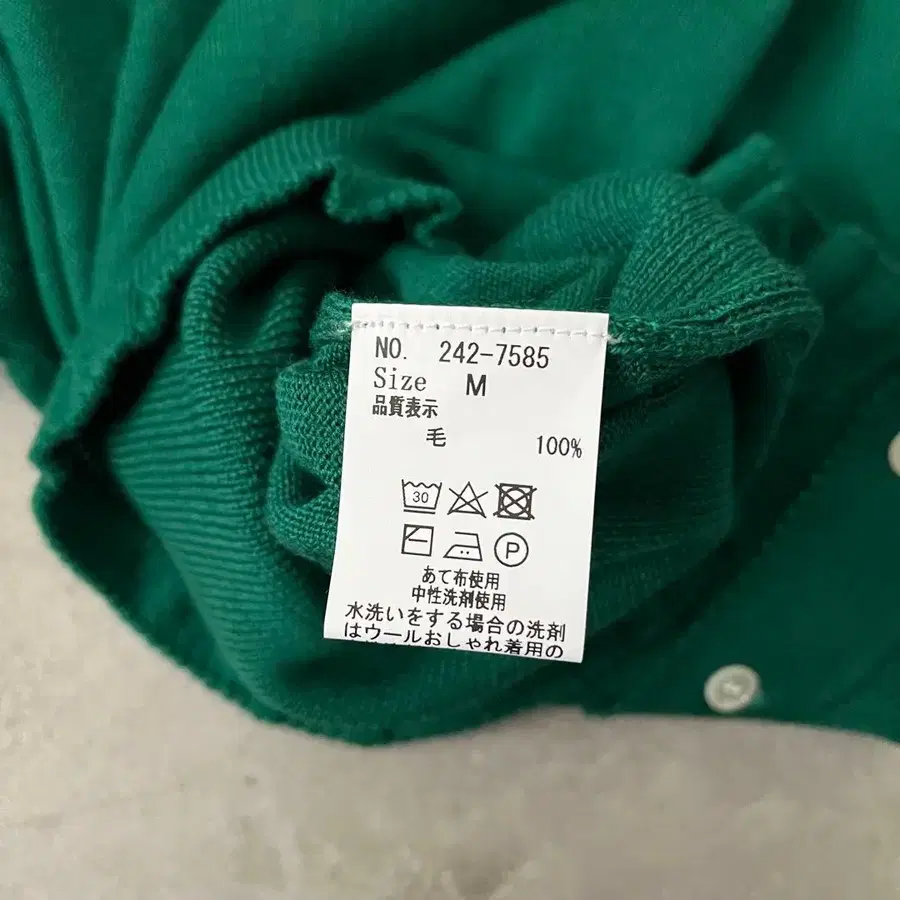 NO. 242-7585
Size M
品質表示
毛 100%
30
P
あて布使用
中性洗剤使用
水洗いをする場合の洗剤
はウールおしゃれ着用の